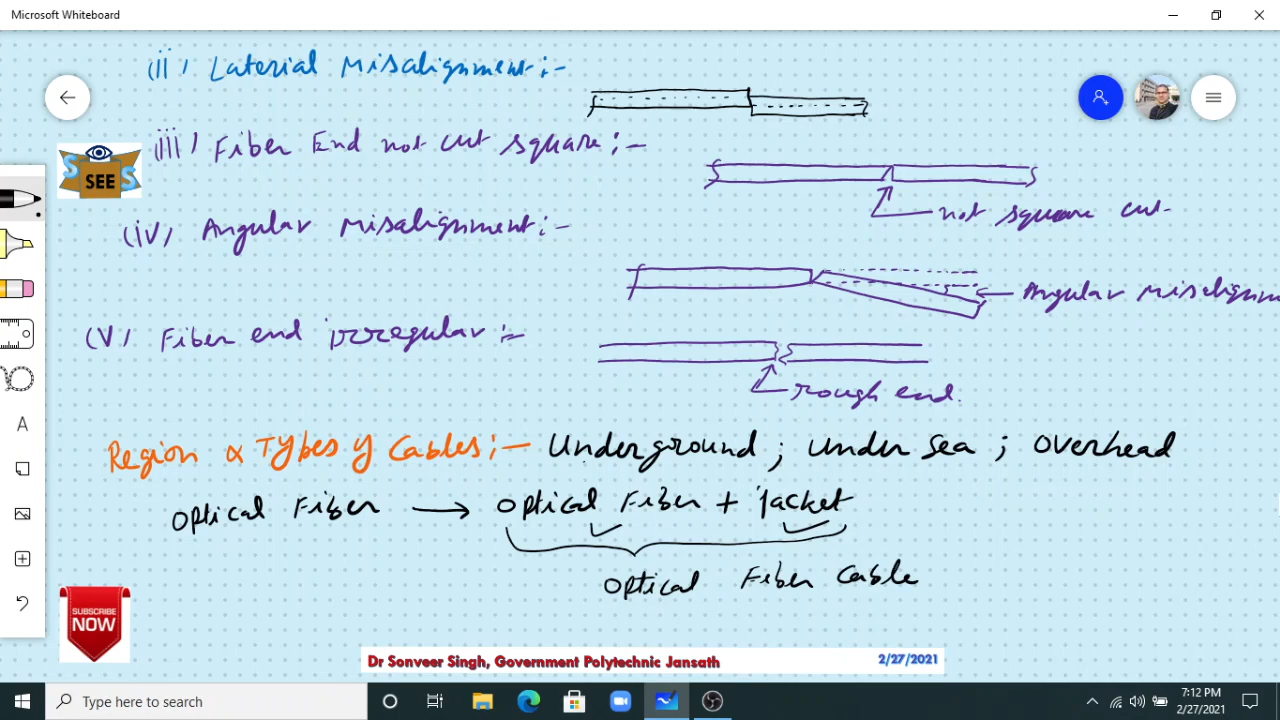 Microsoft Whiteboard
(ii) Laterial Misalignment:-
(iii) Fiber End not cut square:-
S S SEE S
not square cut-
(iv) Angular Misalignment:-
Angular misalignm
(V) Fiber end irregular:-
rough end.
Region & Types of Cables:- Underground ; Under Sea ; Overhead
Optical Fiber → Optical Fiber + Jacket
Optical Fiber Cable
A
SUBSCRIBE
NOW
Dr Sonveer Singh, Government Polytechnic Jansath 2/27/2021
Type here to search
7:12 PM
2/27/2021